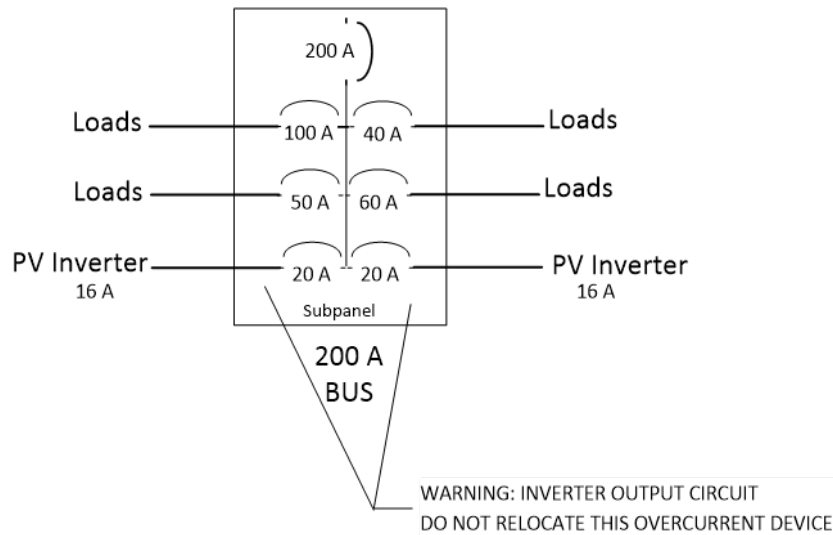 200 A
Loads 100 A 40 A Loads
Loads 50 A 60 A Loads
PV Inverter 20 A 20 A PV Inverter
16 A 16 A
Subpanel
200 A
BUS
WARNING: INVERTER OUTPUT CIRCUIT
DO NOT RELOCATE THIS OVERCURRENT DEVICE